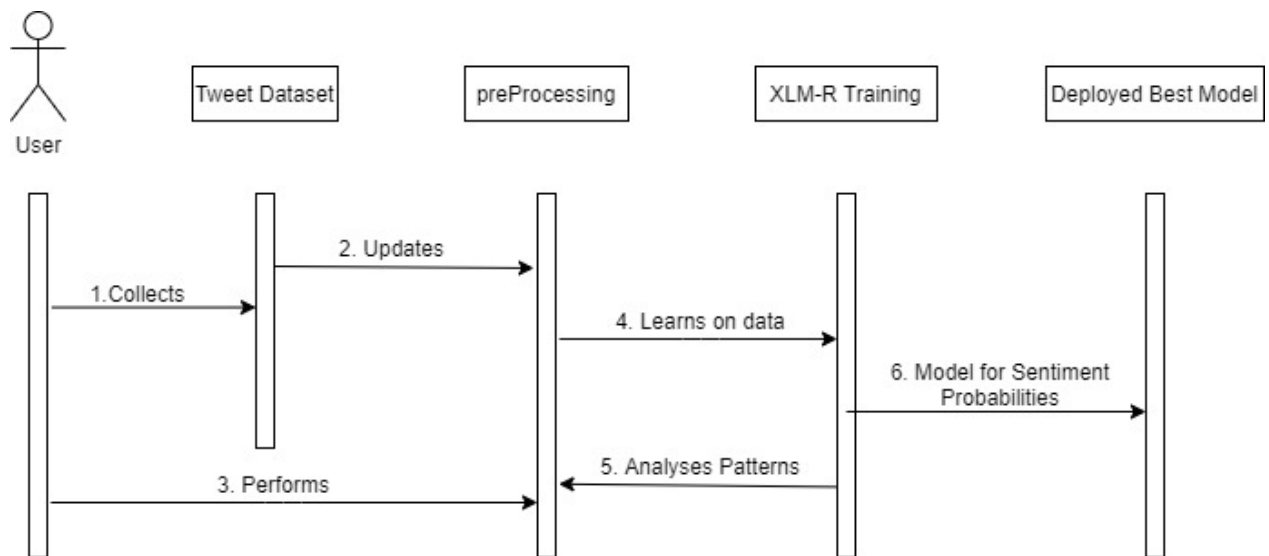 User
Tweet Dataset
preProcessing
XLM-R Training
Deployed Best Model
2. Updates
1.Collects
4. Learns on data
6. Model for Sentiment
Probabilities
5. Analyses Patterns
3. Performs